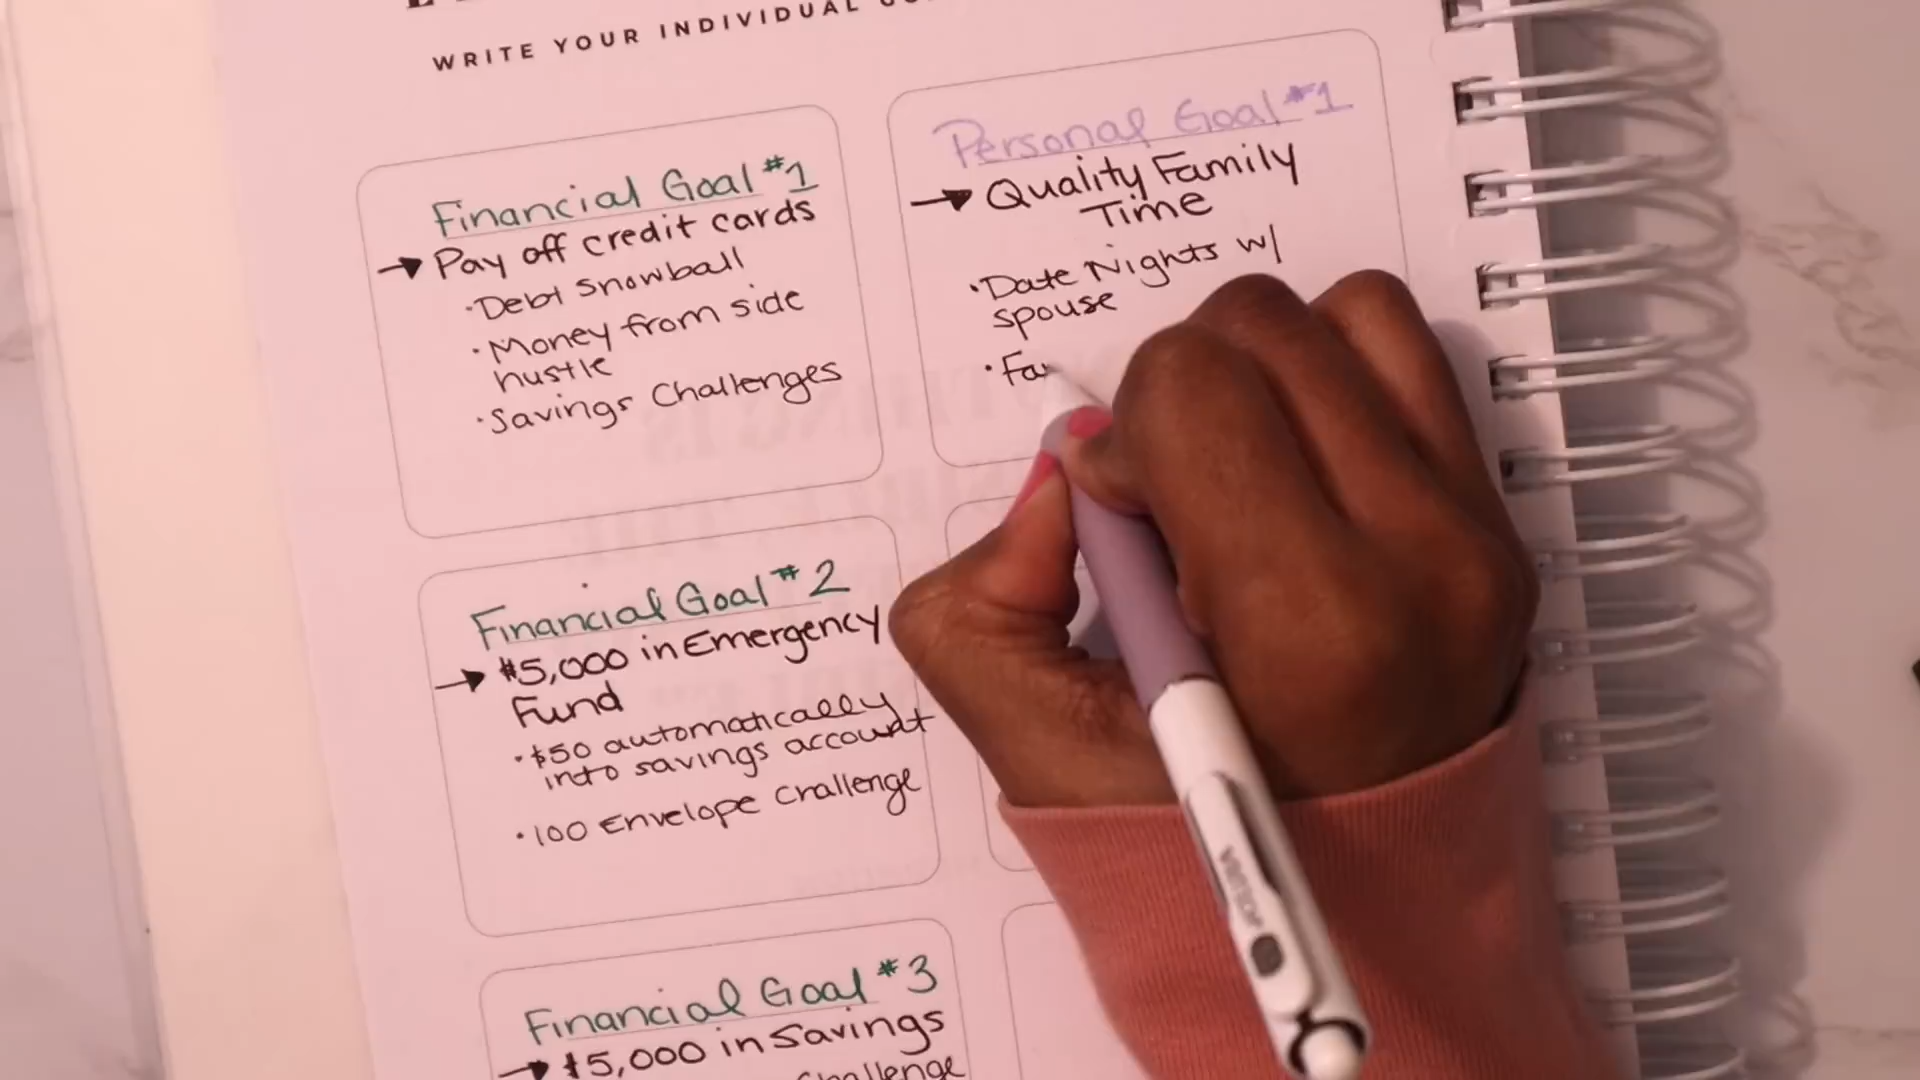 WRITE YOUR INDIVIDUAL
Financial Goal #1
Pay off credit cards
·Debt Snowball
·Money from side
hustle
·Savings Challenges
Personal Goal #1
Quality Family
Time
·Date Nights w/
spouse
Financial Goal #2
$5,000 in Emergency
Fund
·$50 automatically
into savings account
·100 Envelope Challenge
Financial Goal #3
$5,000 in Savings
Challenge